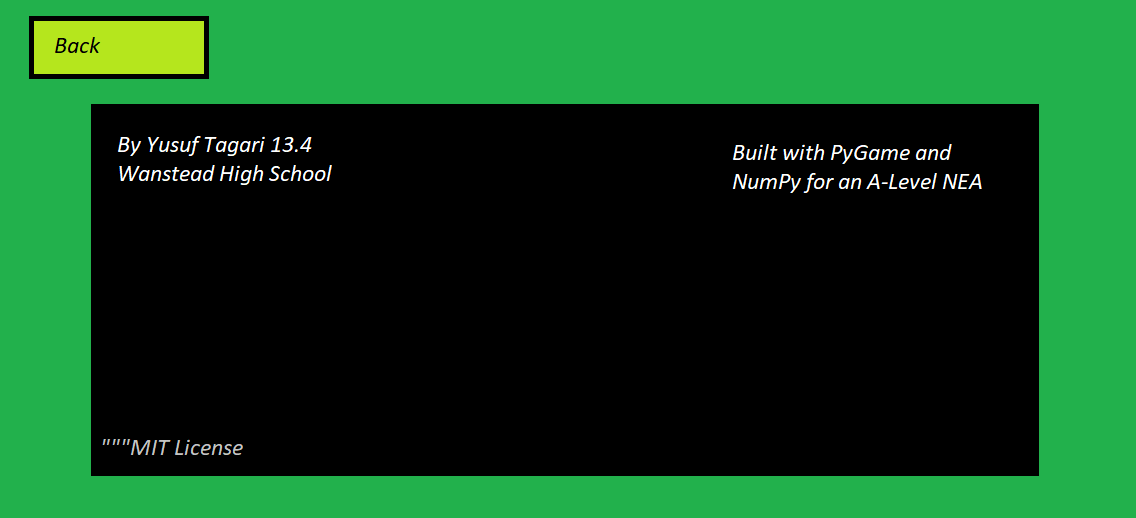 Back
By Yusuf Tagari 13.4
Wanstead High School
Built with PyGame and
NumPy for an A-Level NEA
"""MIT License